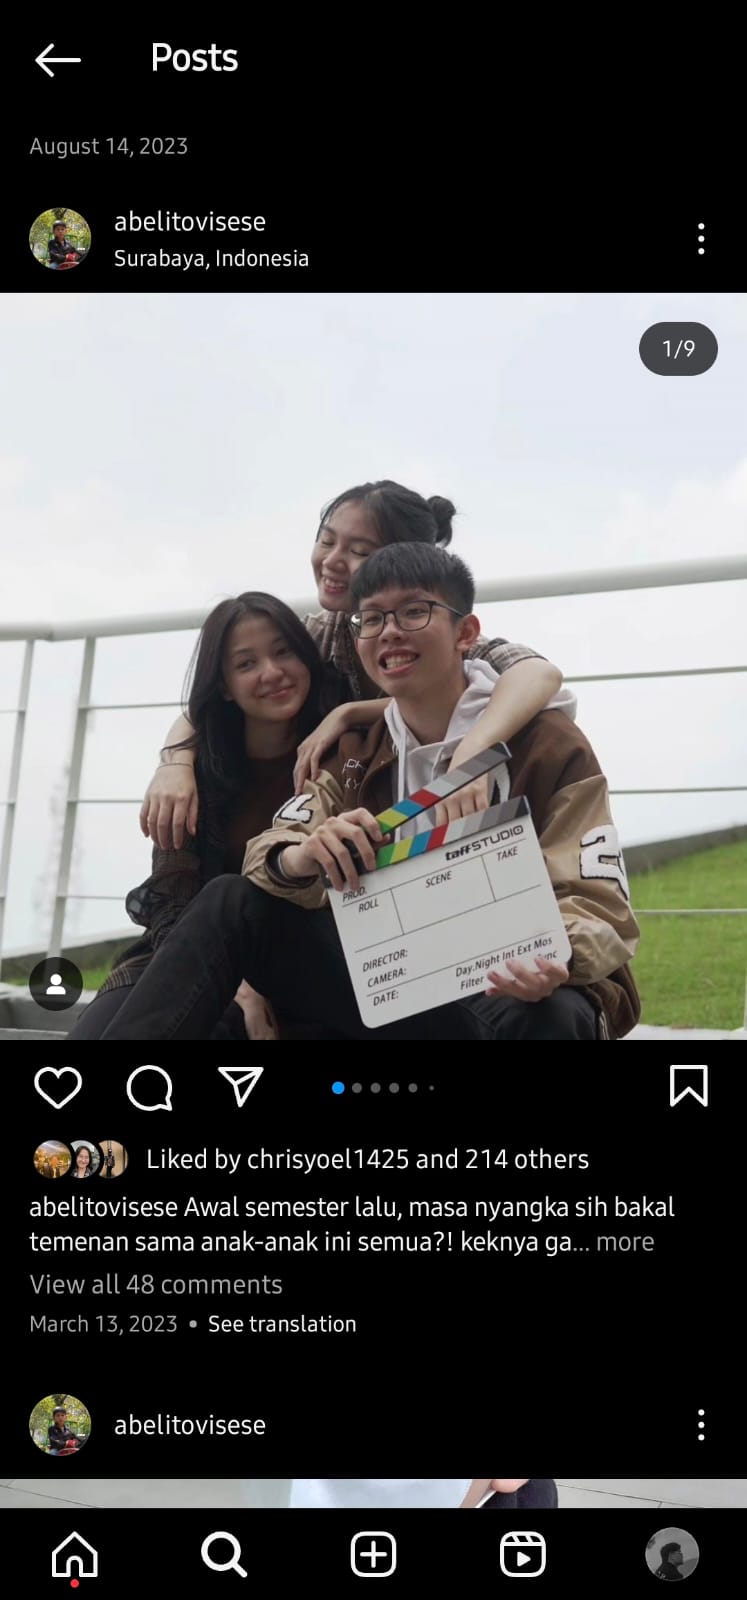 Posts
August 14, 2023
abelitovisese
Surabaya, Indonesia
1/9
taffSTUDIO
PROD.
ROLL
SCENE
TAKE
DIRECTOR:
CAMERA:
DATE:
Day.Night Int Ext Mos
Filter
Liked by chrisyoel1425 and 214 others
abelitovisese Awal semester lalu, masa nyangka sih bakal
temenan sama anak-anak ini semua?! keknya ga... more
View all 48 comments
March 13, 2023 • See translation
abelitovisese